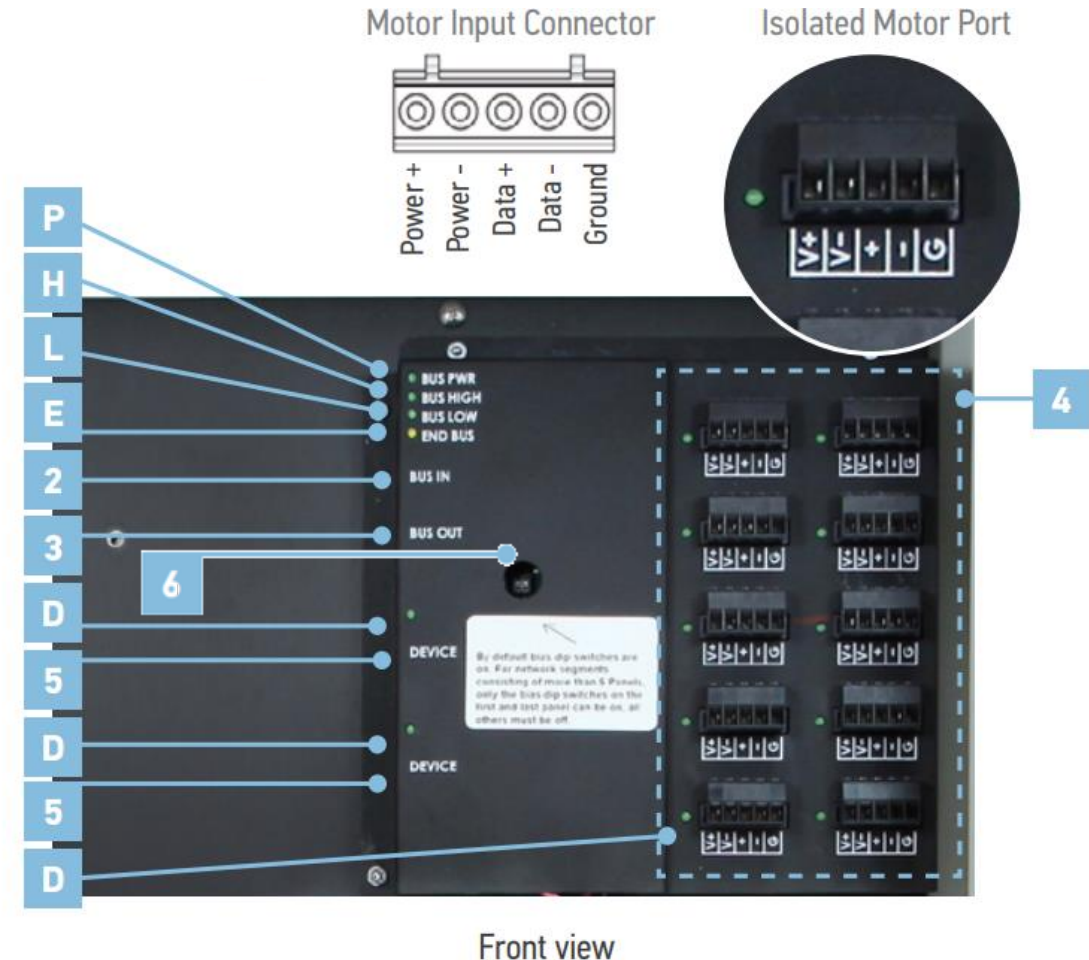 Motor Input Connector
Isolated Motor Port
Power +
Power -
Data +
Data -
Ground
V+ V- + - G
P
H
L
E
2
3
6
D
5
D
5
D
4
BUS PWR
BUS HIGH
BUS LOW
END BUS
BUS IN
BUS OUT
DEVICE
By default bias dip switches are
on. For network segments
consisting of more than 5 Panels,
only the bias dip switches on the
first and last panel can be on, all
others must be off.
DEVICE
V+ V- + - G
V+ V- + - G
V+ V- + - G
V+ V- + - G
V+ V- + - G
V+ V- + - G
V+ V- + - G
V+ V- + - G
V+ V- + - G
V+ V- + - G
Front view